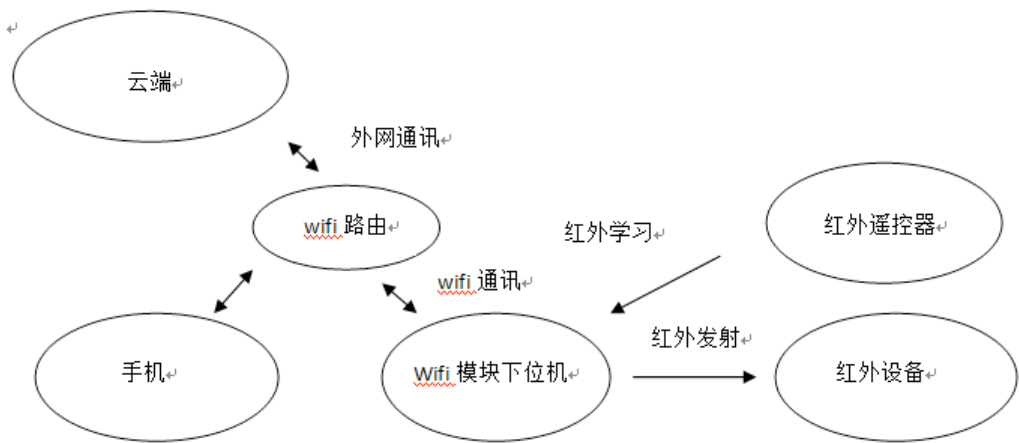 云端
外网通讯
wifi 路由
红外遥控器
红外学习
wifi 通讯
红外发射
手机
Wifi 模块下位机
红外设备